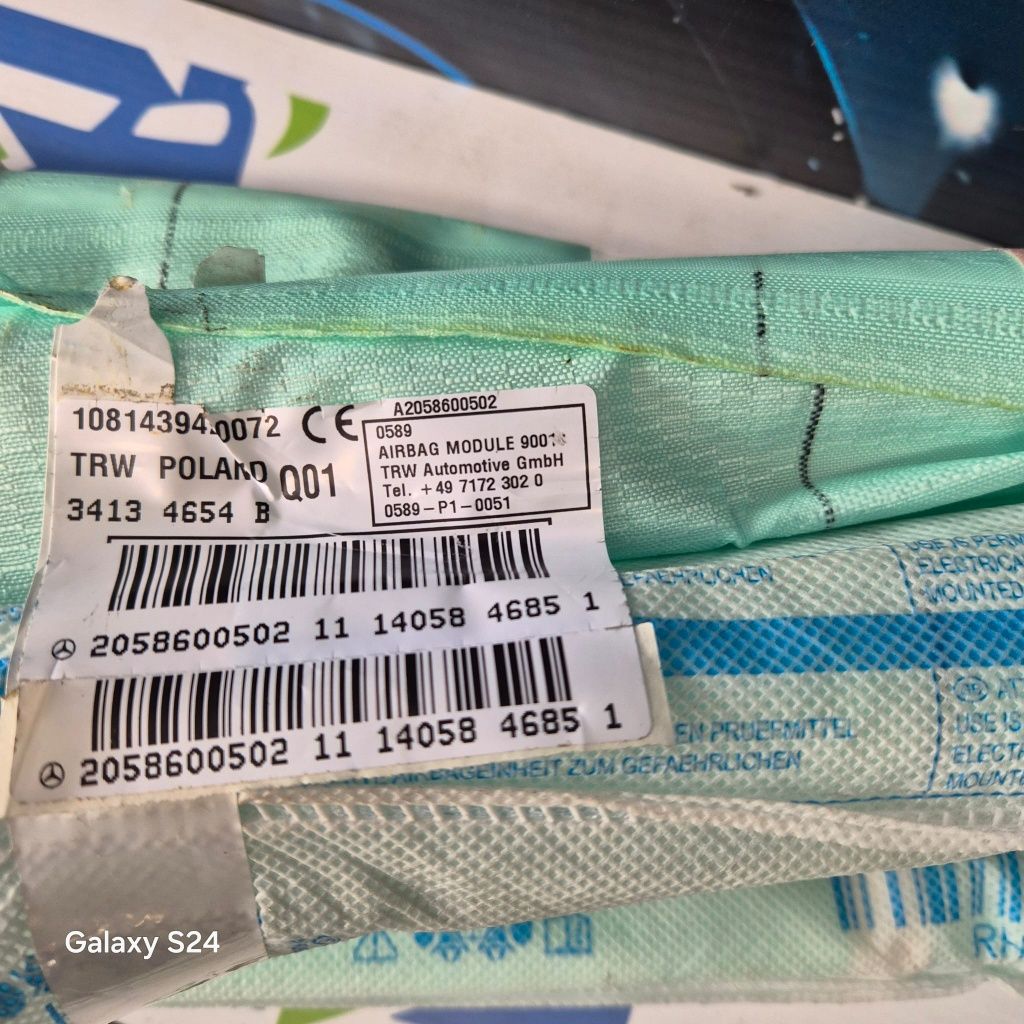 10814394-0072 CE
TRW POLAND Q01
3413 4654 B
A2058600502
0589
AIRBAG MODULE
TRW Automotive GmbH
Tel. +49 7172 302 0
0589-P1-0051
2058600502 11 14058 4685 1
2058600502 11 14058 4685 1
GEFAEHRLICHEN
USE IS
ELECTRICA
MOUNTED
EN PRUEFMITTEL
AIRBAGEINHEIT ZUM GEFAEHRLICHEN
USE IS
ELECT
MOUNT
RH
Galaxy S24